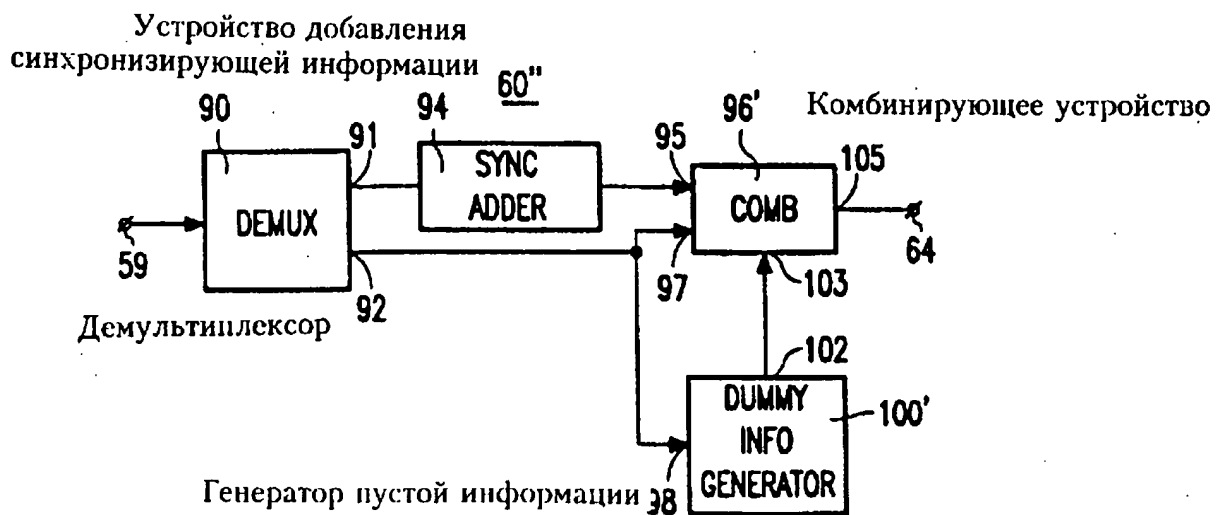 Устройство добавления
синхронизирующей информации
60"
90
91
94
95
96'
Комбинирующее устройство
105
SYNC
ADDER
DEMUX
COMB
59
92
97
103
64
Демультиплексор
102
DUMMY
INFO
GENERATOR
100'
98
Генератор пустой информации